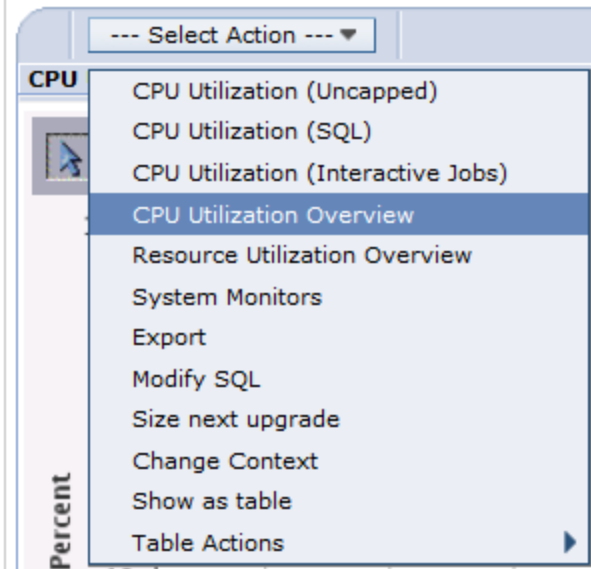 --- Select Action ---
CPU
CPU Utilization (Uncapped)
CPU Utilization (SQL)
CPU Utilization (Interactive Jobs)
CPU Utilization Overview
Resource Utilization Overview
System Monitors
Export
Modify SQL
Size next upgrade
Change Context
Show as table
Table Actions
Percent